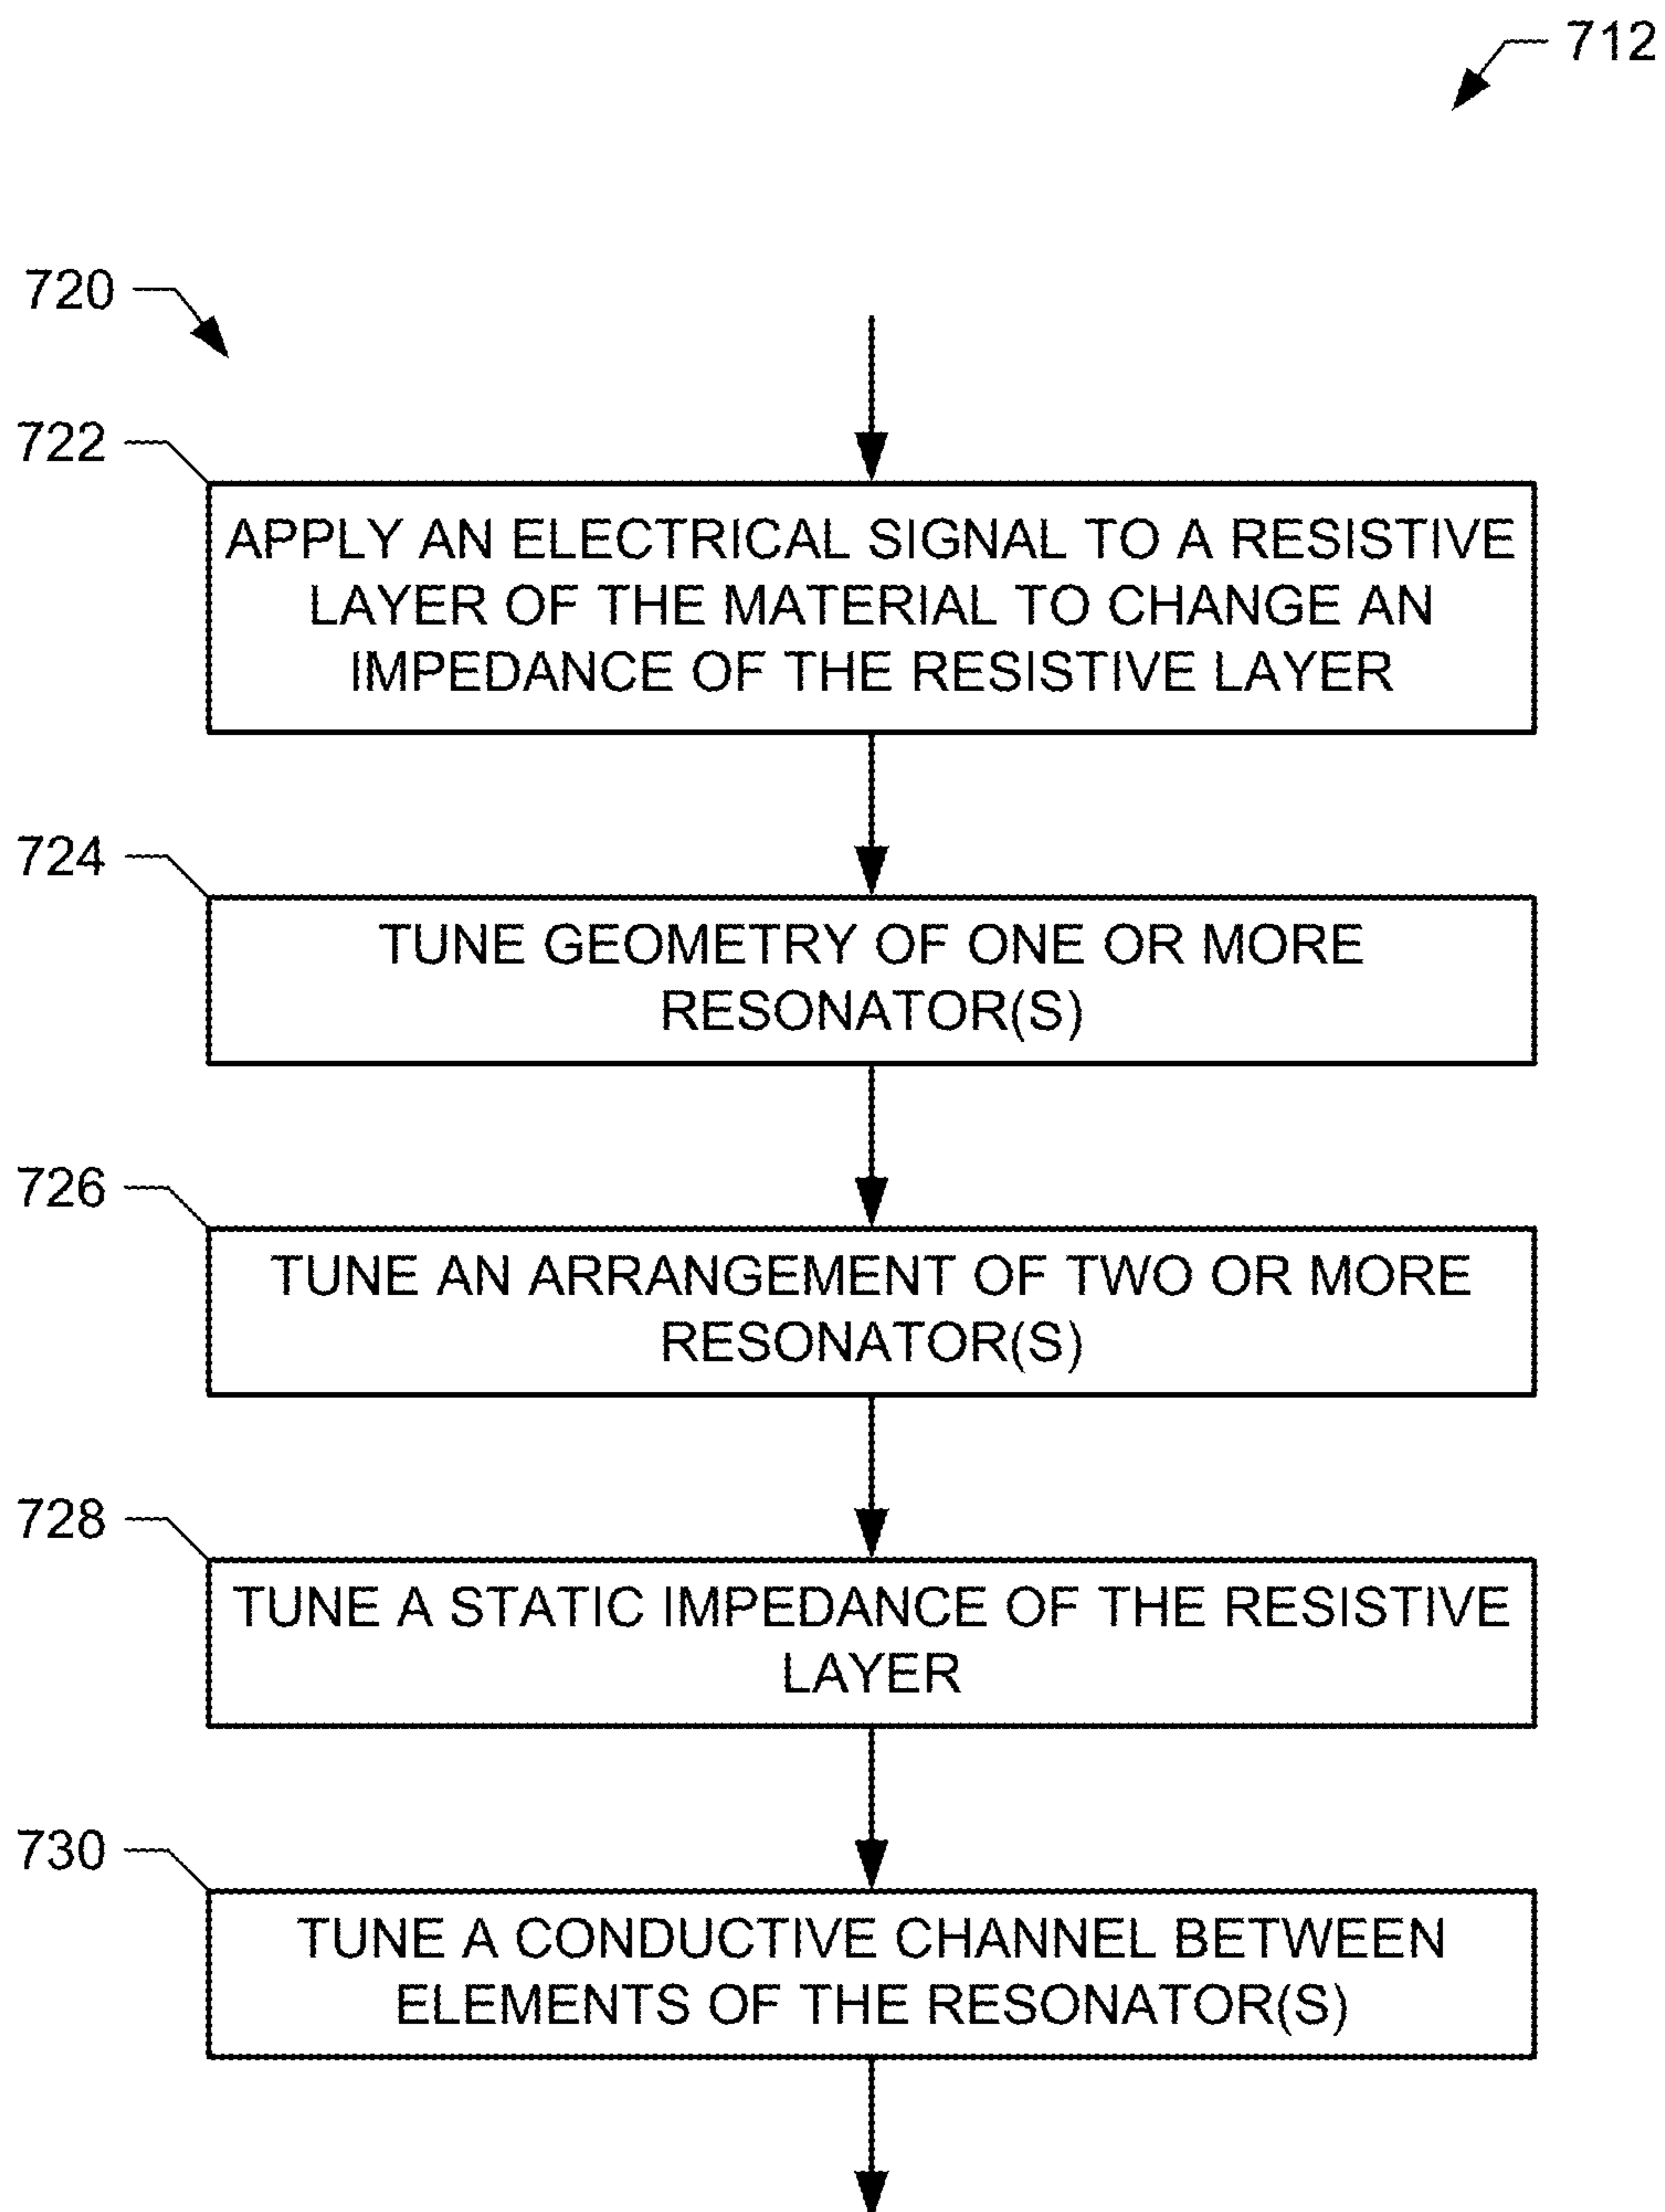 712
720
722
APPLY AN ELECTRICAL SIGNAL TO A RESISTIVE
LAYER OF THE MATERIAL TO CHANGE AN
IMPEDANCE OF THE RESISTIVE LAYER
724
TUNE GEOMETRY OF ONE OR MORE
RESONATOR(S)
726
TUNE AN ARRANGEMENT OF TWO OR MORE
RESONATOR(S)
728
TUNE A STATIC IMPEDANCE OF THE RESISTIVE
LAYER
730
TUNE A CONDUCTIVE CHANNEL BETWEEN
ELEMENTS OF THE RESONATOR(S)